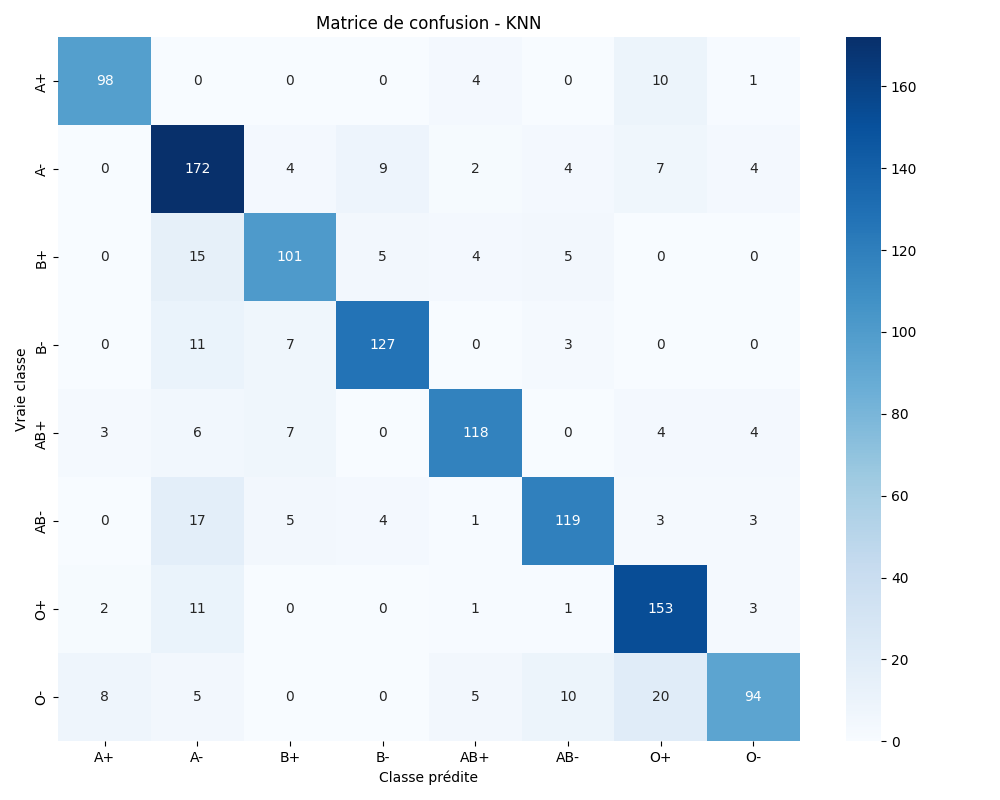 Matrice de confusion - KNN
A+ 98 0 0 0 4 0 10 1
A- 0 172 4 9 2 4 7 4
B+ 0 15 101 5 4 5 0 0
B- 0 11 7 127 0 3 0 0
AB+ 3 6 7 0 118 0 4 4
AB- 0 17 5 4 1 119 3 3
O+ 2 11 0 0 1 1 153 3
O- 8 5 0 0 5 10 20 94
A+ A- B+ B- AB+ AB- O+ O-
Vraie classe
Classe prédite
160
140
120
100
80
60
40
20
0